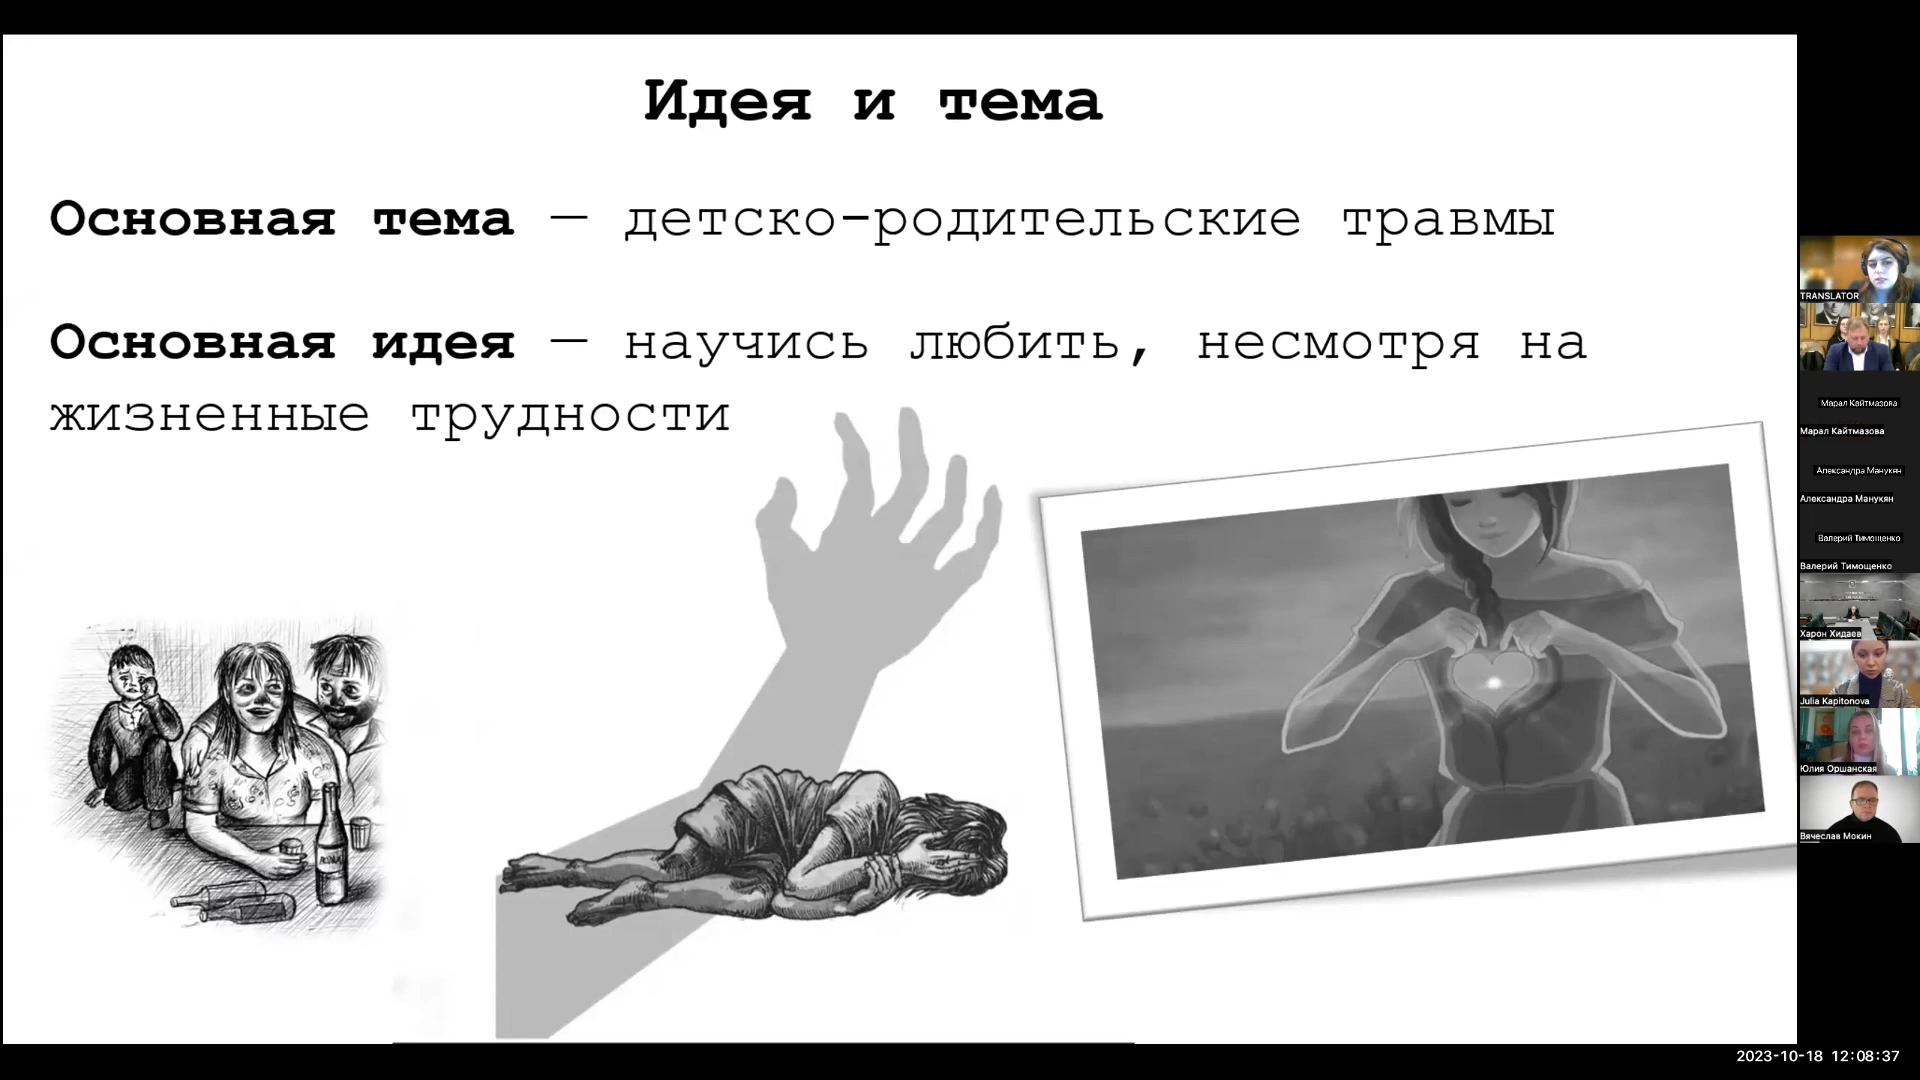 Идея и тема
Основная тема — детско-родительские травмы
Основная идея — научись любить, несмотря на
жизненные трудности
TRANSLATOR
Марал Кайтмазова
Марал Кайтмазова
Александра Манукян
Александра Манукян
Валерий Тимощенко
Валерий Тимощенко
Харон Хидаев
Julia Kapitonova
Юлия Оршанская
Вячеслав Мокин
2023-10-18 12:08:37